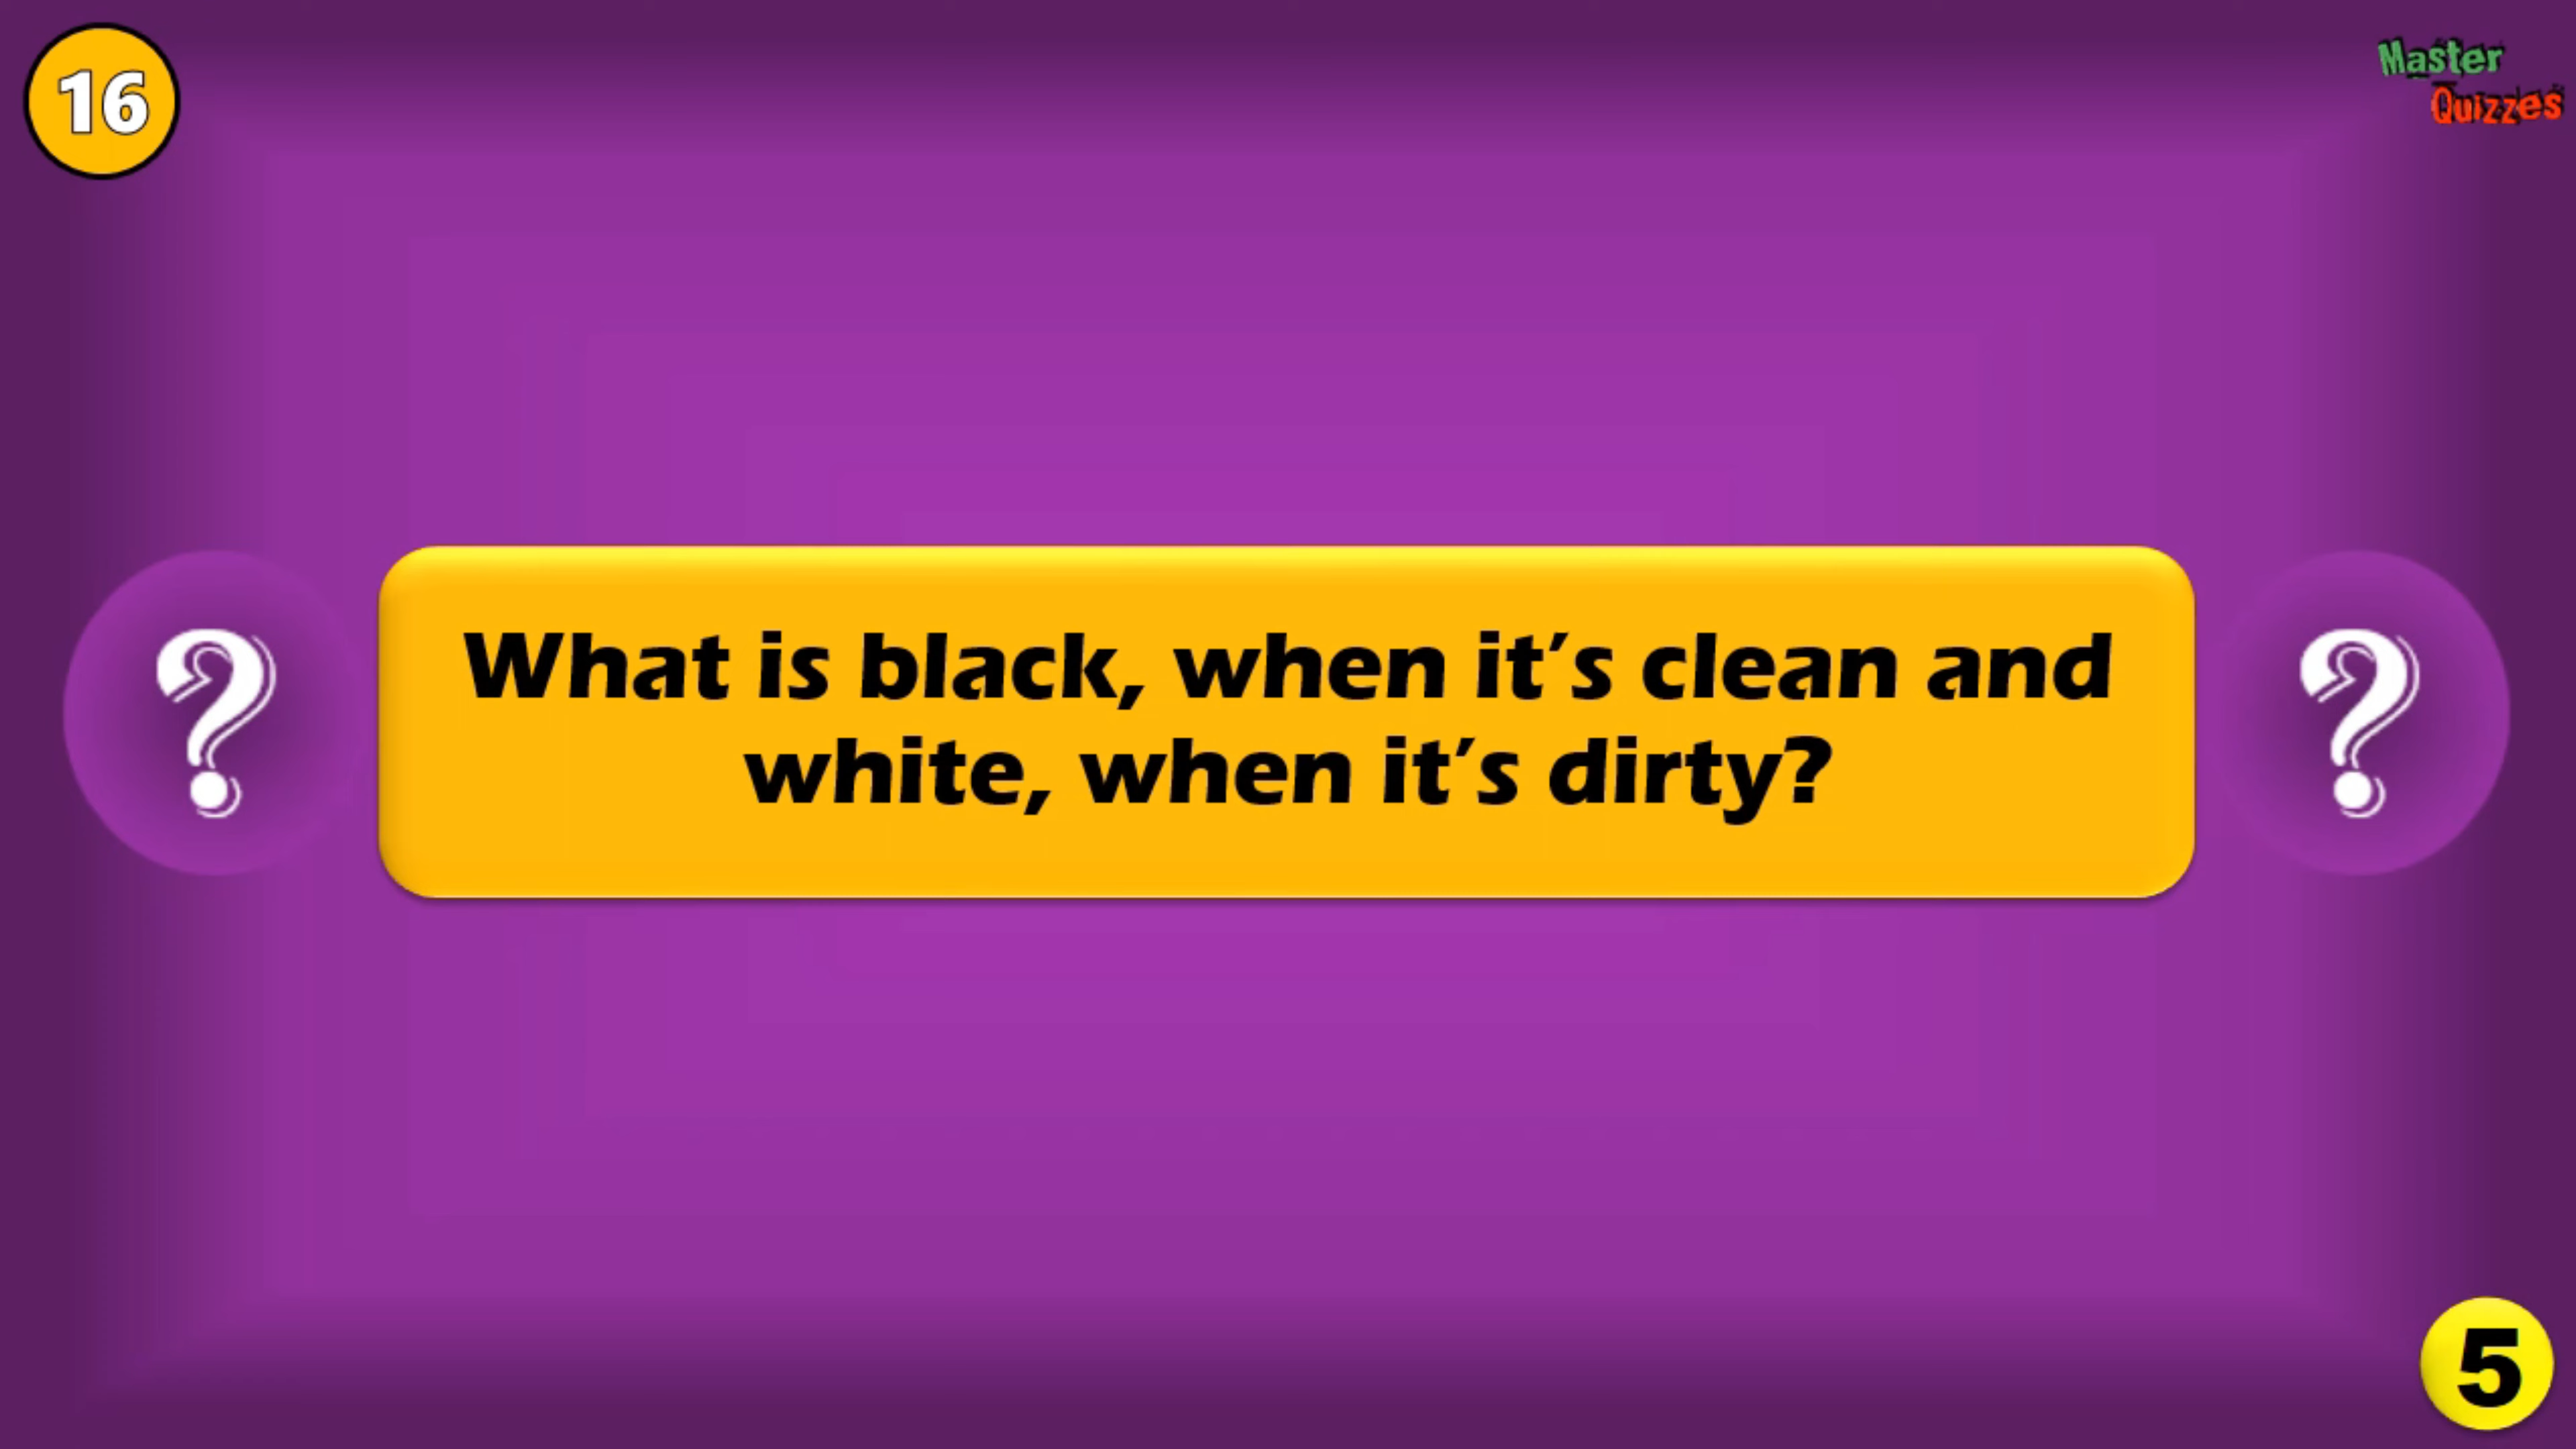 16
Master
Quizzes
What is black, when it’s clean and
white, when it’s dirty?
?
?
5